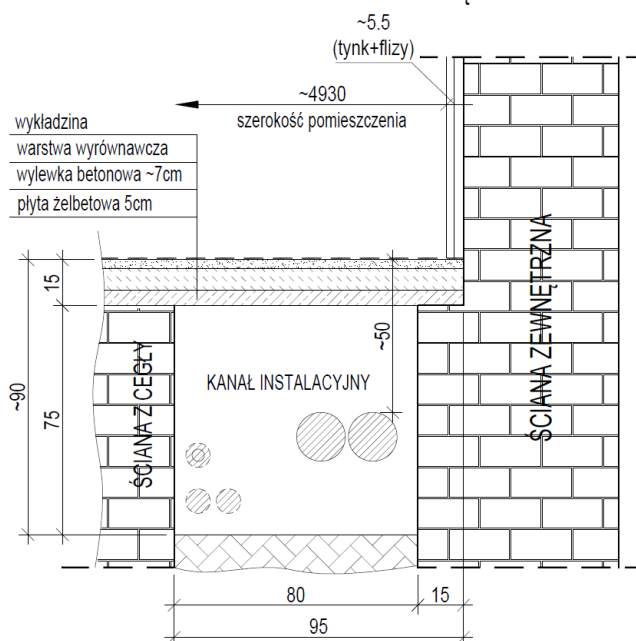 ~5.5
(tynk+flizy)
~4930
szerokość pomieszczenia
wykładzina
warstwa wyrównawcza
wylewka betonowa ~7cm
płyta żelbetowa 5cm
15
~90
75
~50
KANAŁ INSTALACYJNY
ŚCIANA Z CEGŁY
ŚCIANA ZEWNĘTRZNA
80
15
95